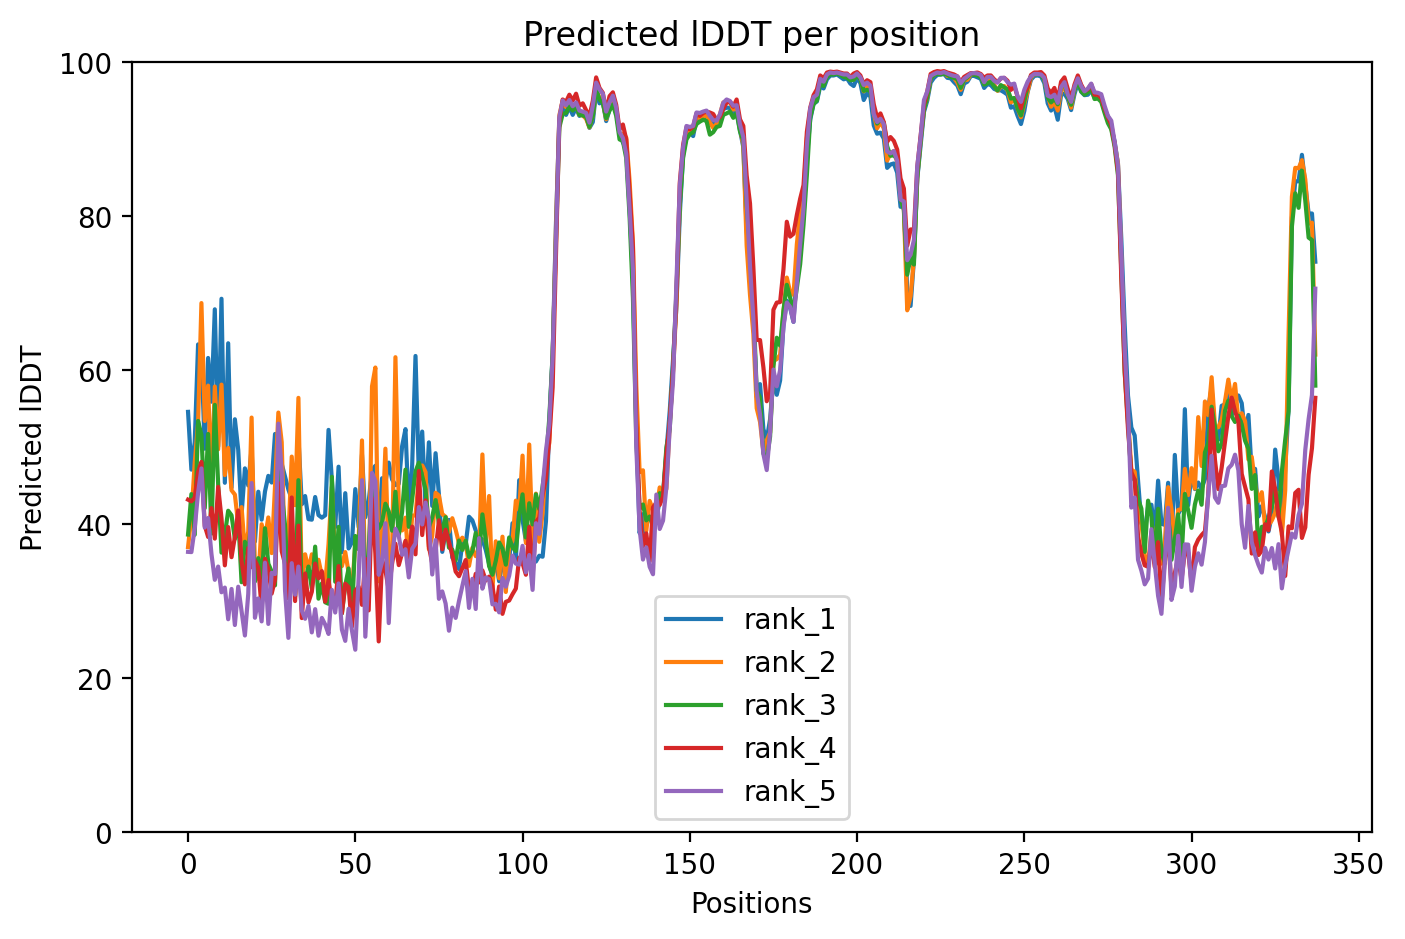 Predicted lDDT per position
100
80
60
40
20
0
Predicted lDDT
0 50 100 150 200 250 300 350
Positions
rank_1
rank_2
rank_3
rank_4
rank_5